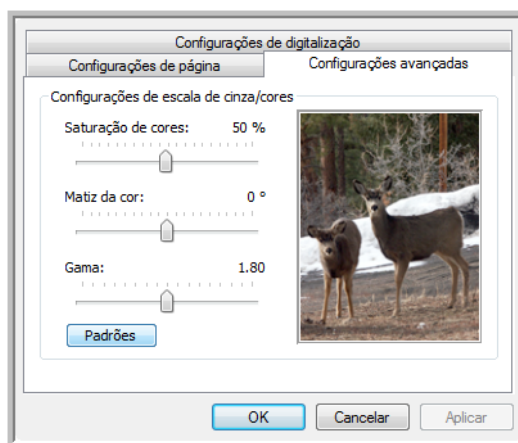 Configurações de digitalização
Configurações de página
Configurações avançadas
Configurações de escala de cinza/cores
Saturação de cores: 50 %
Matiz da cor: 0 °
Gama: 1.80
Padrões
OK
Cancelar
Aplicar